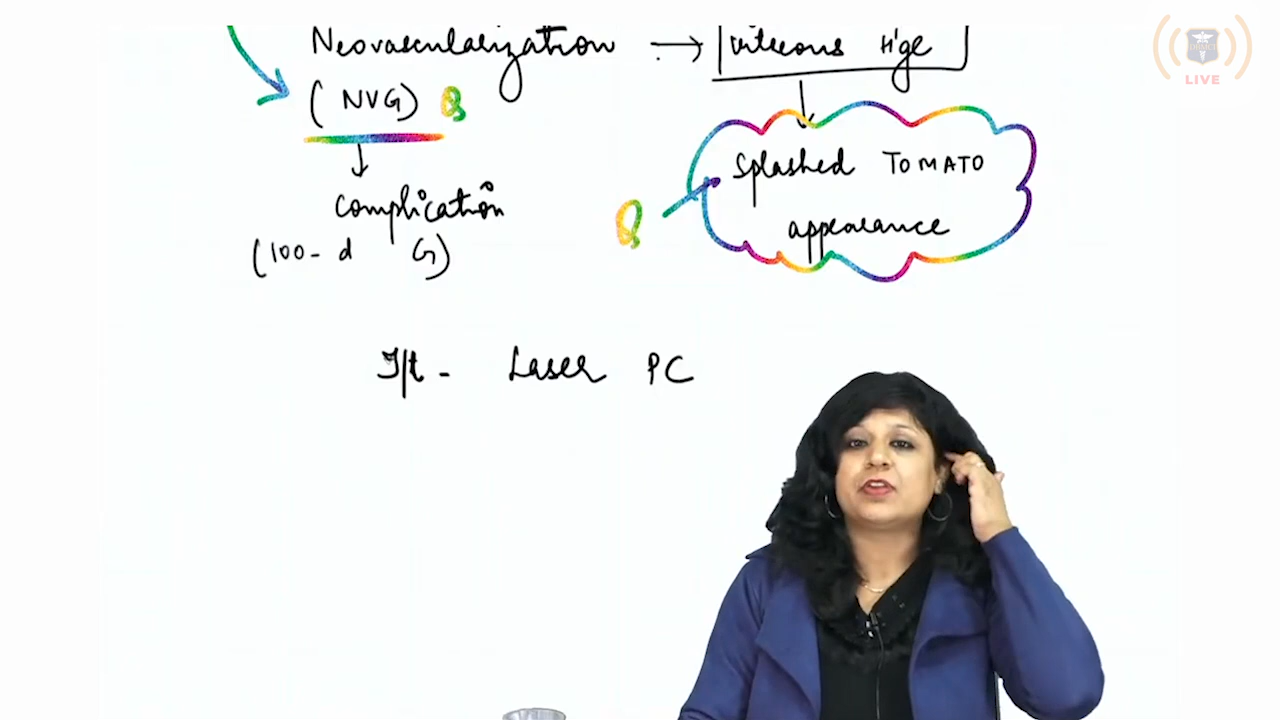 Neovascularization → Vitreous H'ge
(NVG) Q
complication
(100-d G)
Splashed TOMATO
Q
appearance
T/t - Laser PC
LIVE